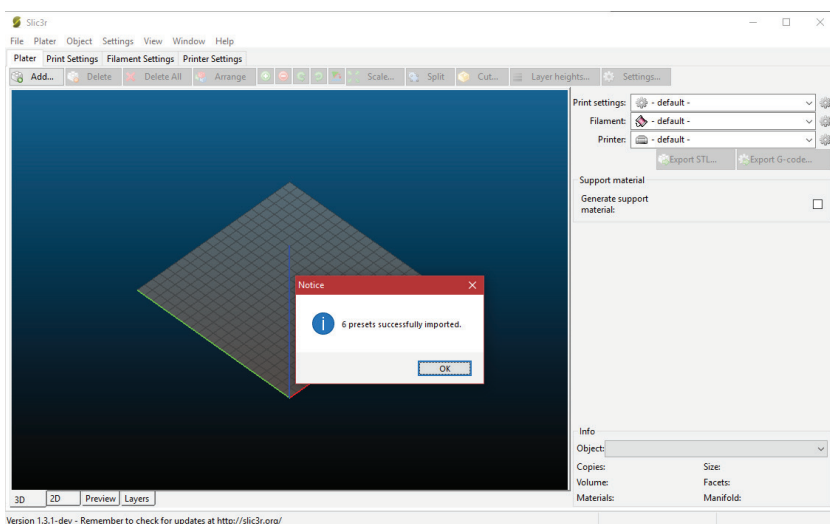 Slic3r
File Plater Object Settings View Window Help
Plater Print Settings Filament Settings Printer Settings
Add... Delete Delete All Arrange Scale... Split Cut... Layer heights... Settings...
Print settings: - default -
Filament: - default -
Printer: - default -
Export STL... Export G-code...
Support material
Generate support
material:
Notice
6 presets successfully imported.
OK
Info
Object:
Copies: Size:
Volume: Facets:
Materials: Manifold:
3D 2D Preview Layers
Version 1.3.1-dev - Remember to check for updates at http://slic3r.org/